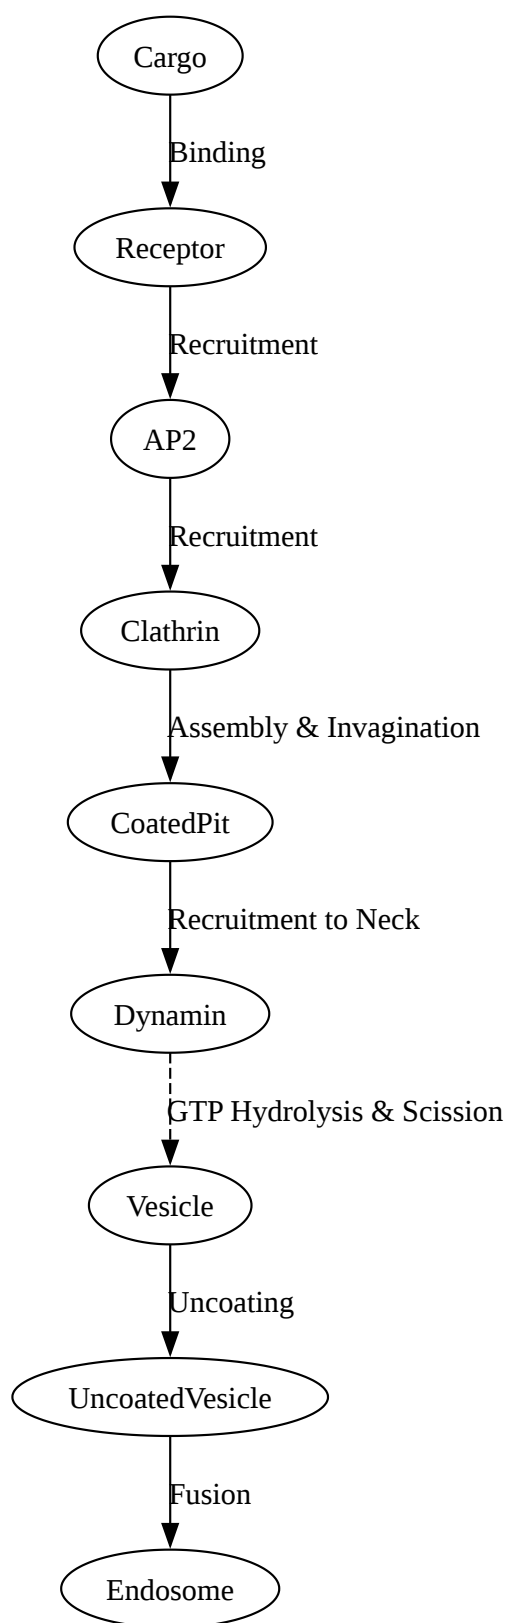 Cargo
Binding
Receptor
Recruitment
AP2
Recruitment
Clathrin
Assembly & Invagination
CoatedPit
Recruitment to Neck
Dynamin
GTP Hydrolysis & Scission
Vesicle
Uncoating
UncoatedVesicle
Fusion
Endosome